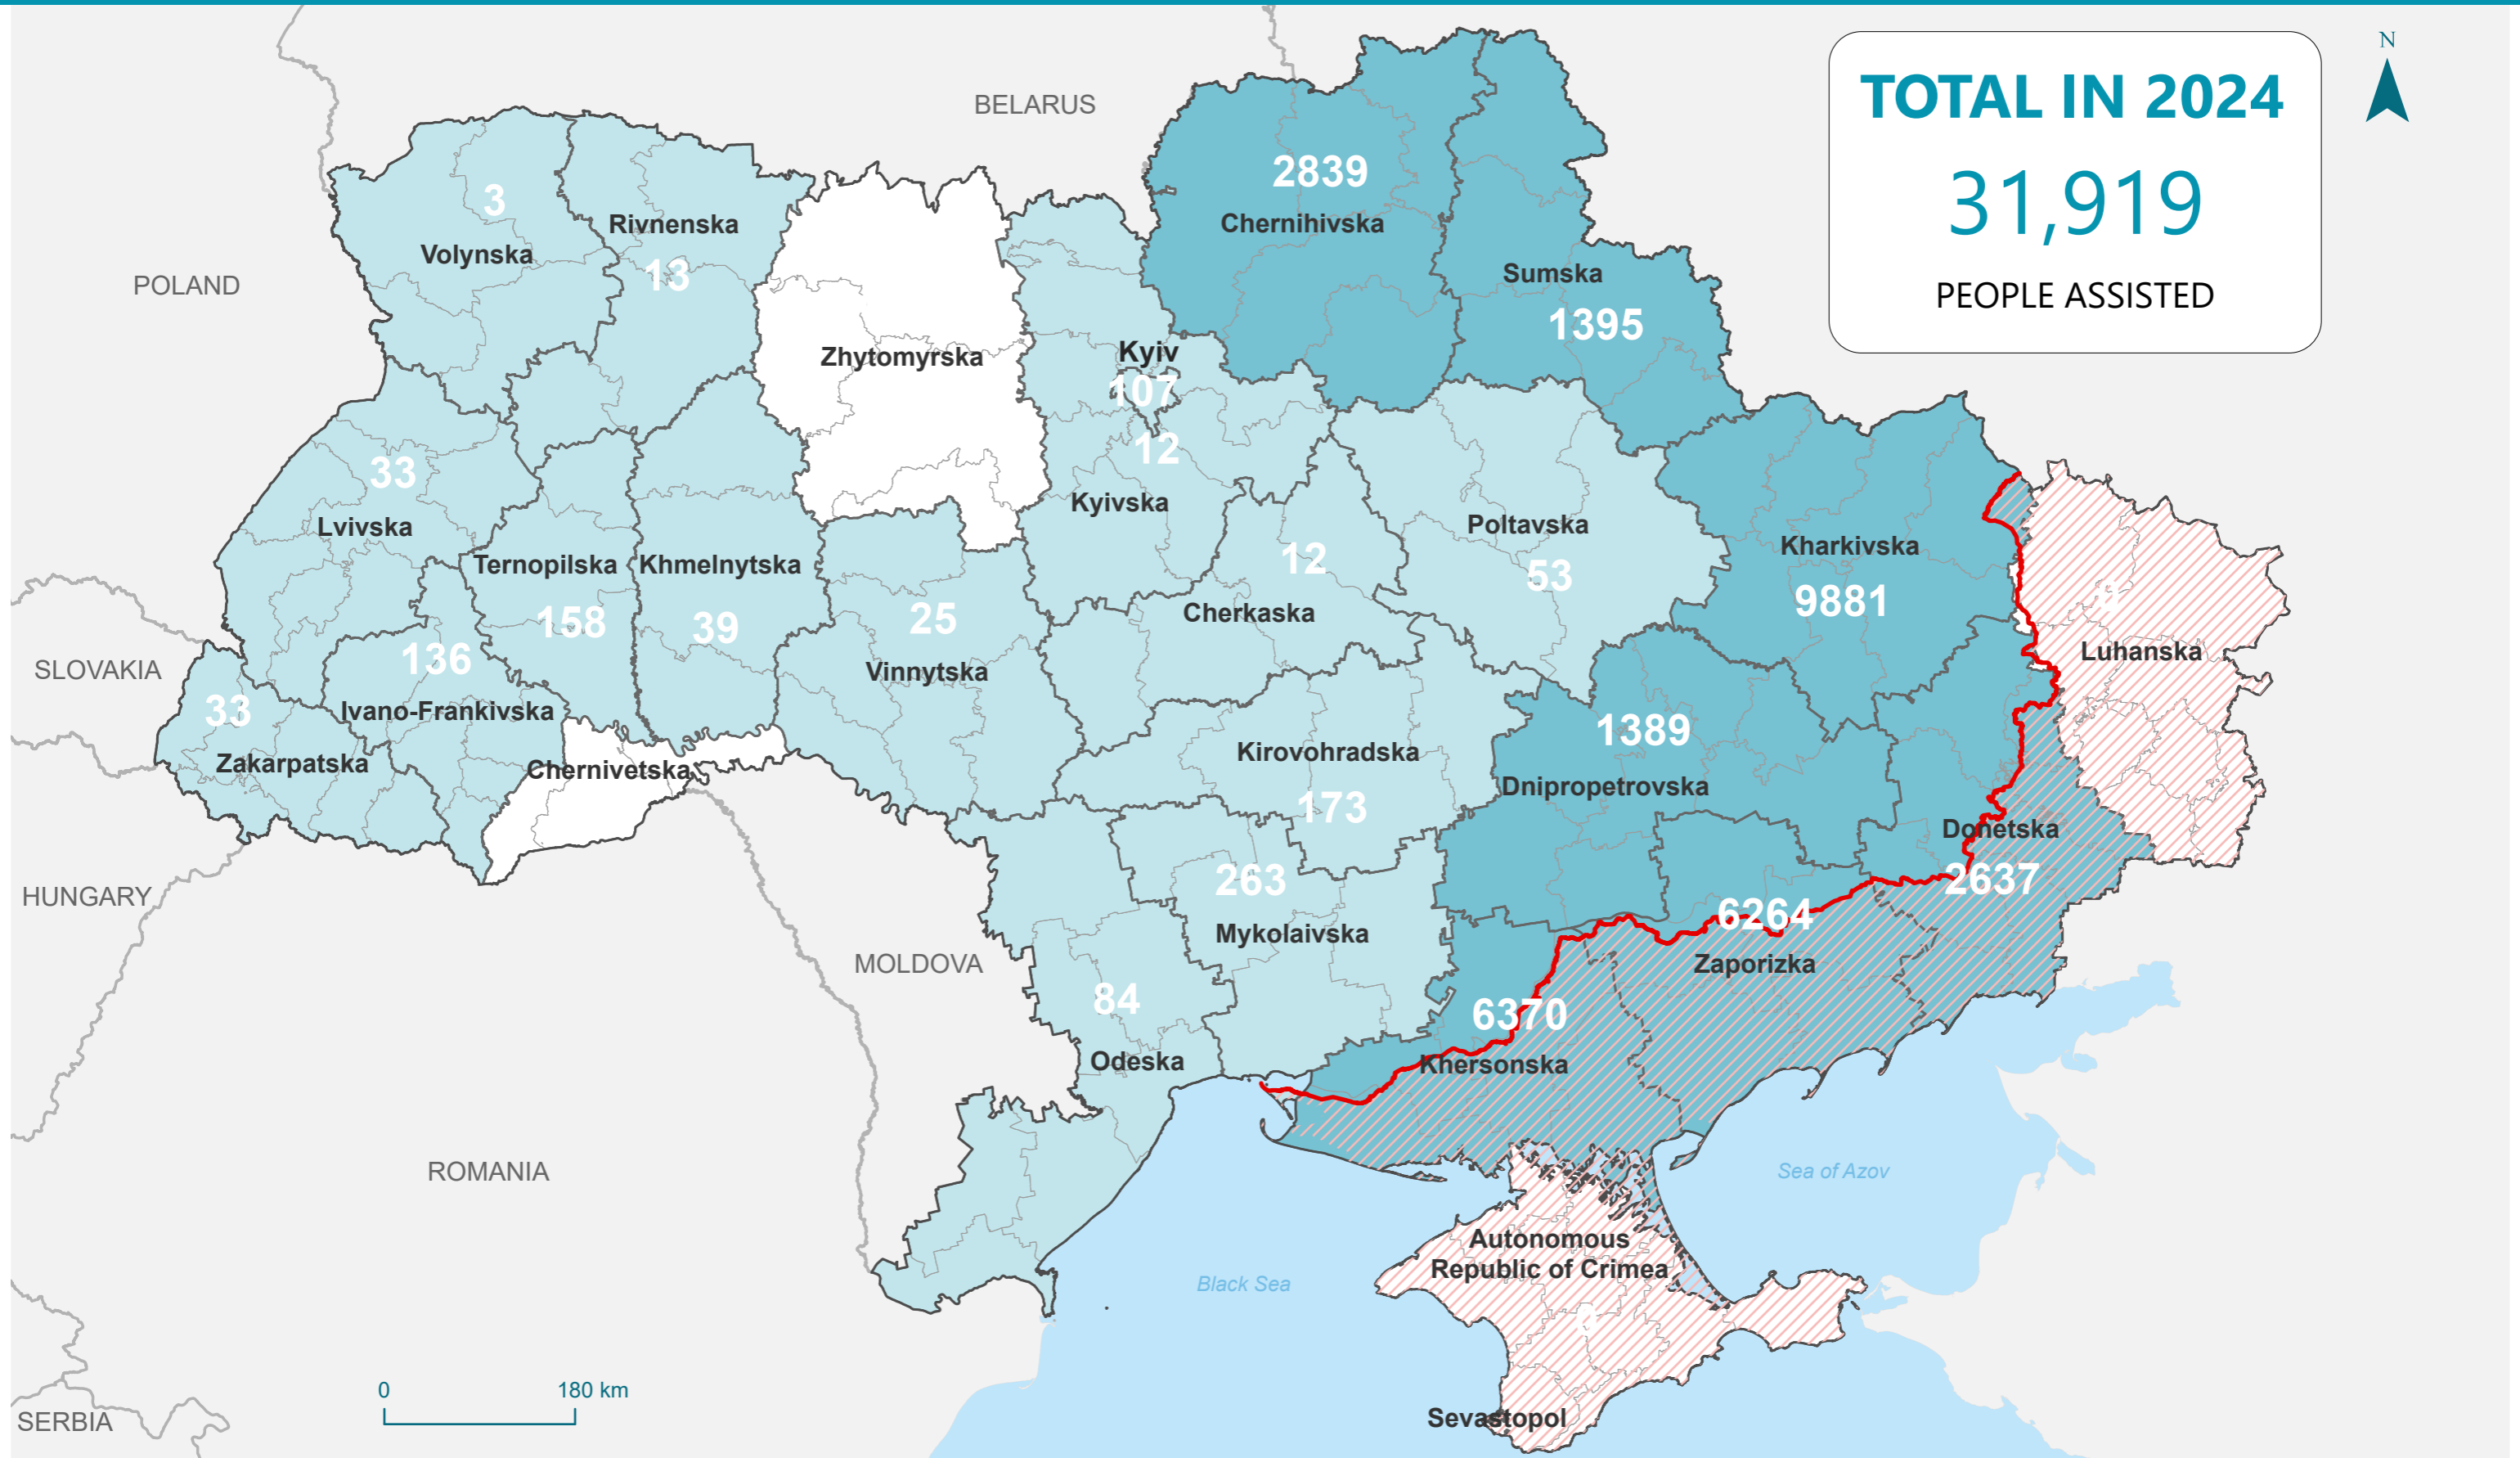 N
TOTAL IN 2024
31,919
PEOPLE ASSISTED
BELARUS
2839
Chernihivska
3
Volynska
Rivnenska
13
POLAND
Sumska
1395
Zhytomyrska
Kyiv
107
12
Kyivska
33
Lvivska
Ternopilska
158
Khmelnytska
39
25
Vinnytska
12
Cherkaska
Poltavska
53
Kharkivska
9881
Luhanska
SLOVAKIA
136
Ivano-Frankivska
33
Zakarpatska
Chernivetska
Kirovohradska
173
1389
Dnipropetrovska
Donetska
2637
HUNGARY
263
Mykolaivska
6264
Zaporizka
MOLDOVA
84
Odeska
6370
Khersonska
ROMANIA
Sea of Azov
Autonomous
Republic of Crimea
Black Sea
Sevastopol
0 180 km
SERBIA